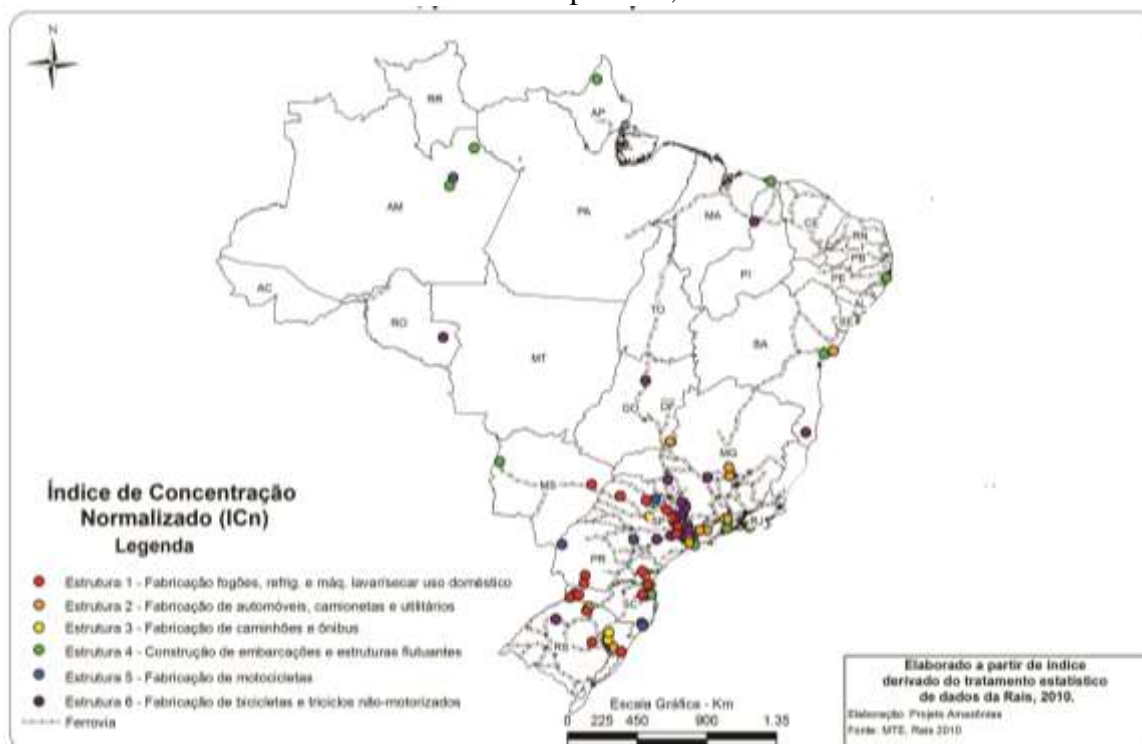 N
RR
AP
AM
PA
MA
CE
RN
PB
PE
PI
AL
SE
AC
RO
TO
BA
MT
GO
DF
MG
MS
SP
RJ
PR
SC
RS
Índice de Concentração
Normalizado (ICn)
Legenda
Estrutura 1 - Fabricação fogões, refrig. e máq. lavar/secar uso doméstico
Estrutura 2 - Fabricação de automóveis, camionetas e utilitários
Estrutura 3 - Fabricação de caminhões e ônibus
Estrutura 4 - Construção de embarcações e estruturas flutuantes
Estrutura 5 - Fabricação de motocicletas
Estrutura 6 - Fabricação de bicicletas e triciclos não-motorizados
Ferrovia
Escala Gráfica - Km
0 225 450 900 1.35
Elaborado a partir de índice
derivado do tratamento estatístico
de dados da Rais, 2010.
Elaboração: Projeto Amazônias
Fonte: MTE, Rais 2010